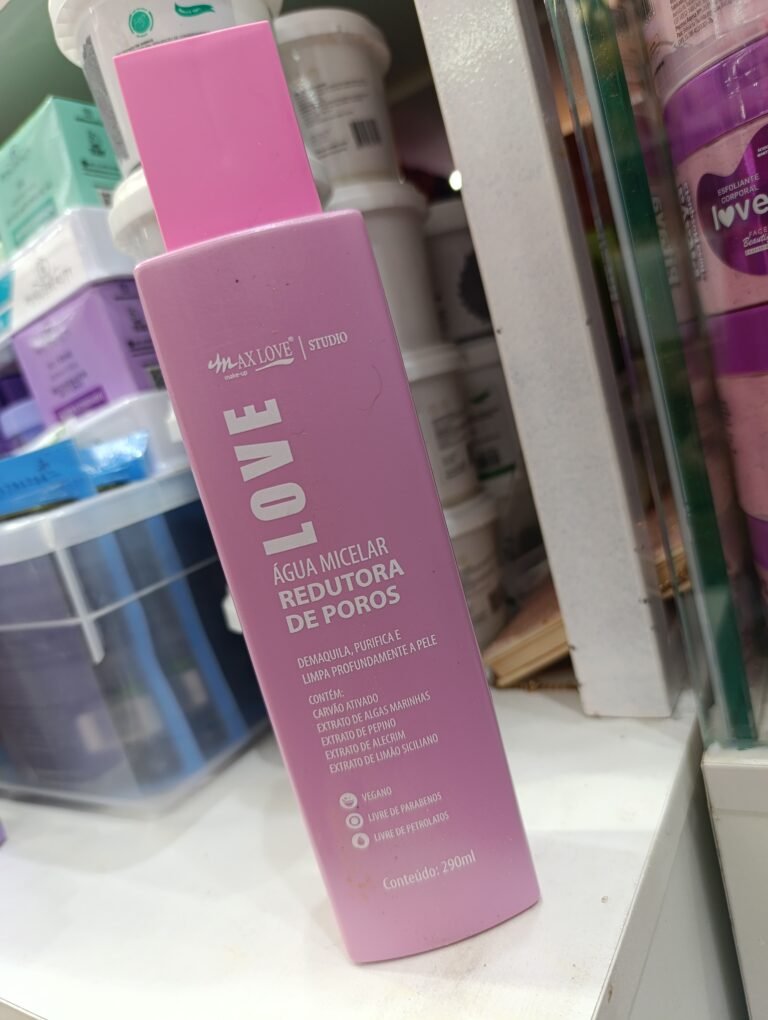 MAX LOVE® | STUDIO
make-up
LOVE
ÁGUA MICELAR
REDUTORA
DE POROS
DEMAQUILA, PURIFICA E
LIMPA PROFUNDAMENTE A PELE
CONTÉM:
CARVÃO ATIVADO
EXTRATO DE ALGAS MARINHAS
EXTRATO DE PEPINO
EXTRATO DE ALECRIM
EXTRATO DE LIMÃO SICILIANO
VEGANO
LIVRE DE PARABENOS
LIVRE DE PETROLATOS
Conteúdo: 290ml
ESFOLIANTE
CORPORAL
love
FACE
Beautiful